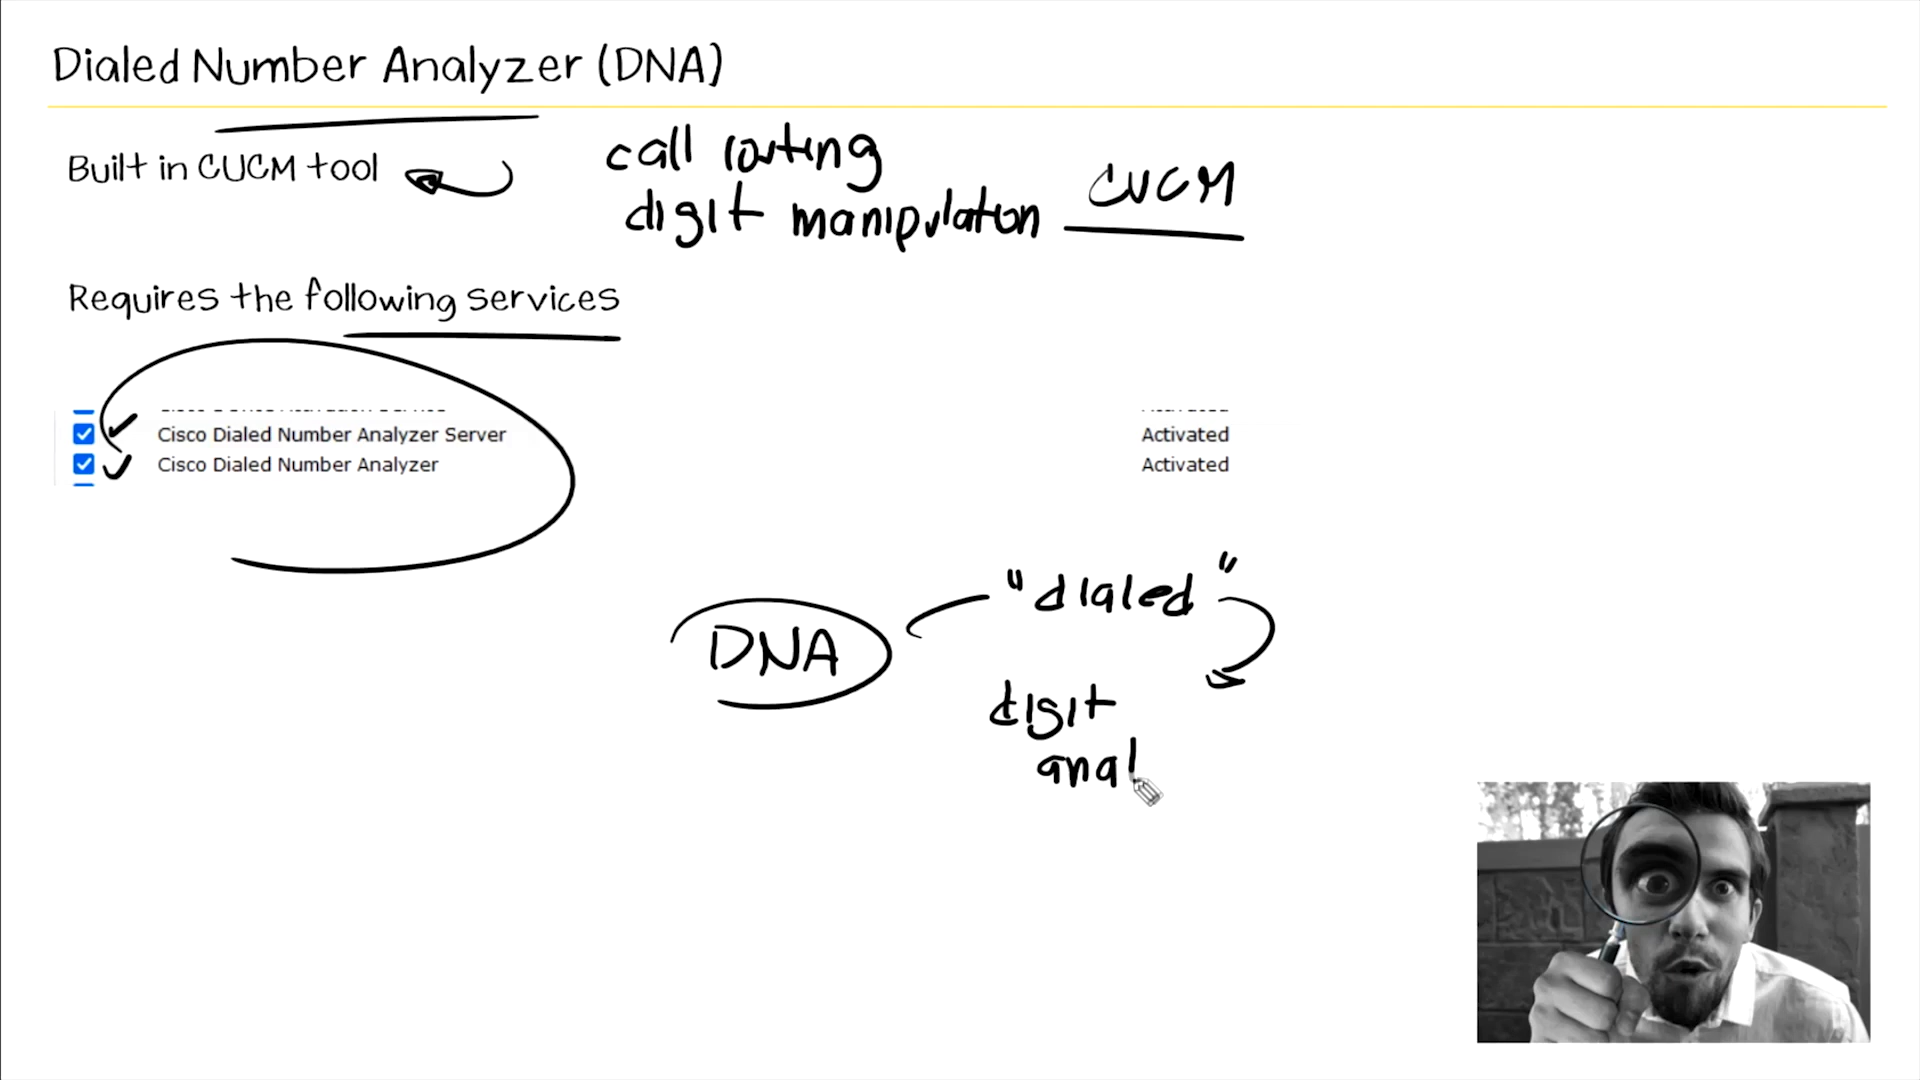 Dialed Number Analyzer (DNA)
Built in CUCM tool
call routing
digit manipulation CUCM
Requires the following services
Cisco Dialed Number Analyzer Server Activated
Cisco Dialed Number Analyzer Activated
"dialed"
DNA
digit
anal